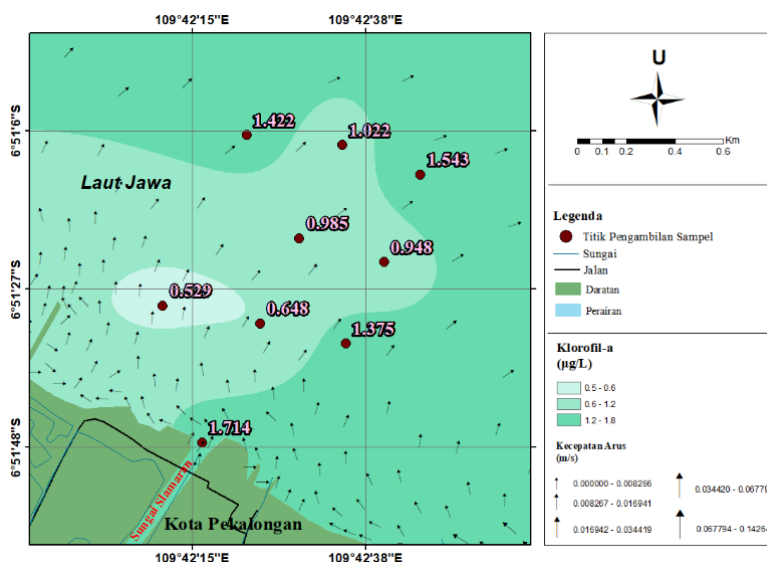 109°42'15"E
109°42'38"E
6°51'6"S
6°51'27"S
6°51'48"S
1.422
1.022
1.543
Laut Jawa
0.985
0.948
0.529
0.648
1.375
1.714
Sungai Slamaran
Kota Pekalongan
109°42'15"E
109°42'38"E
U
Km
0 0.1 0.2 0.4 0.6
Legenda
Titik Pengambilan Sampel
Sungai
Jalan
Daratan
Perairan
Klorofil-a
(µg/L)
0.5 - 0.6
0.6 - 1.2
1.2 - 1.8
Kecepatan Arus
(m/s)
0.000000 - 0.008266
0.008267 - 0.016941
0.016942 - 0.034419
0.034420 - 0.06779
0.067794 - 0.14264